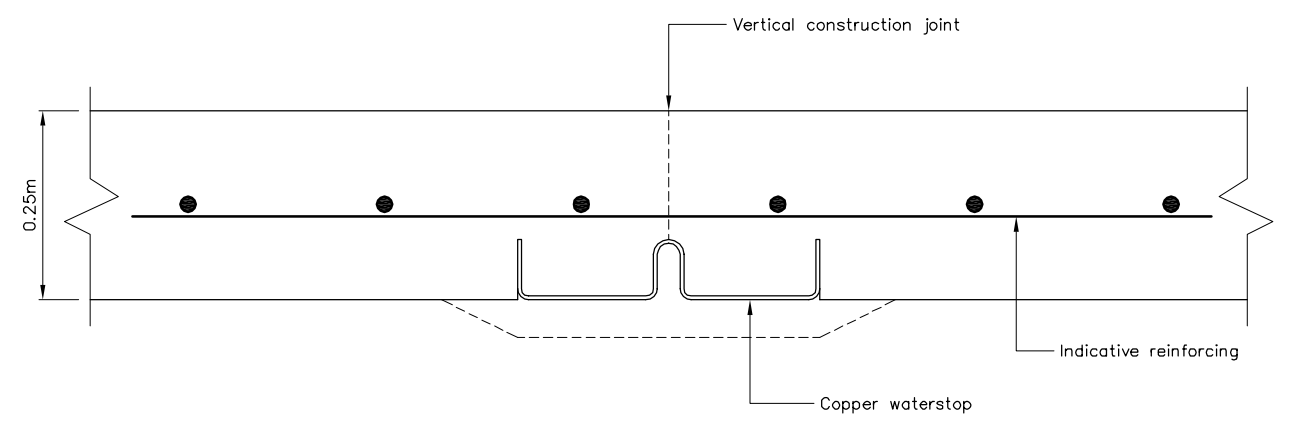 Vertical construction joint
0.25m
Indicative reinforcing
Copper waterstop